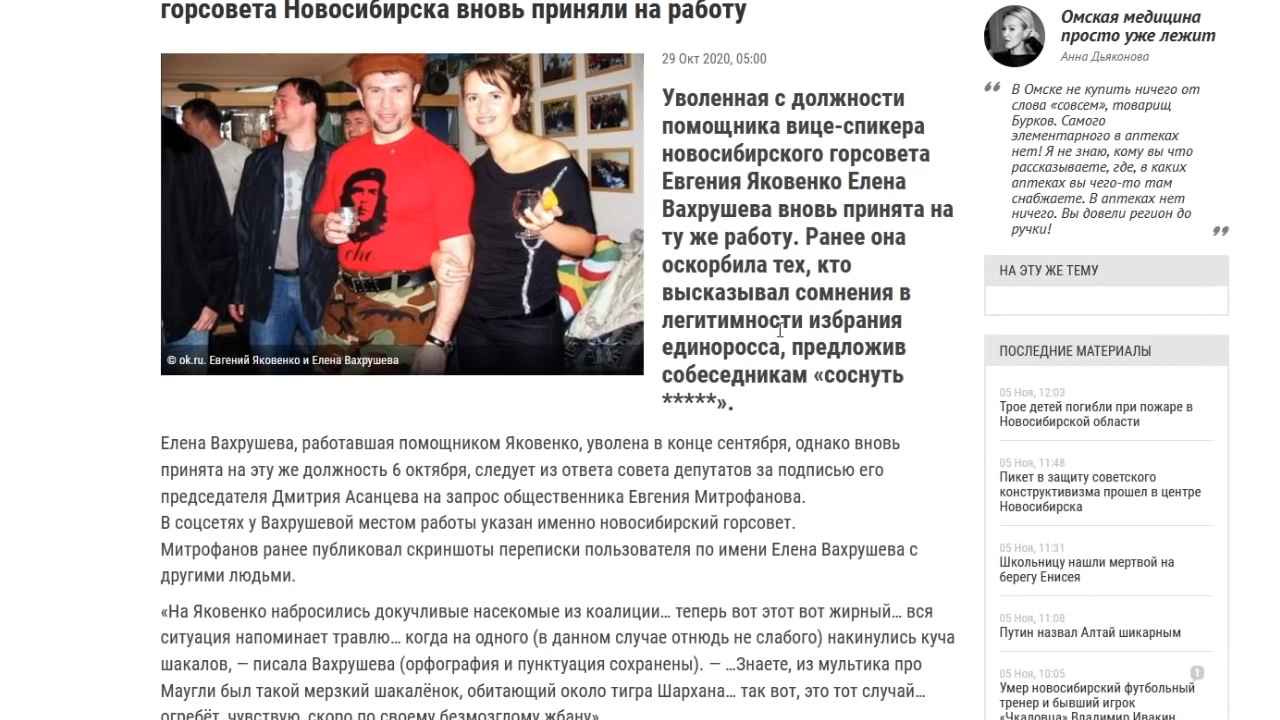 горсовета Новосибирска вновь приняли на работу
che
© ok.ru. Евгений Яковенко и Елена Вахрушева
29 Окт 2020, 05:00
Уволенная с должности
помощника вице-спикера
новосибирского горсовета
Евгения Яковенко Елена
Вахрушева вновь принята на
ту же работу. Ранее она
оскорбила тех, кто
высказывал сомнения в
легитимности избрания
единоросса, предложив
собеседникам «соснуть
*****».
Елена Вахрушева, работавшая помощником Яковенко, уволена в конце сентября, однако вновь
принята на эту же должность 6 октября, следует из ответа совета депутатов за подписью его
председателя Дмитрия Асанцева на запрос общественника Евгения Митрофанова.
В соцсетях у Вахрушевой местом работы указан именно новосибирский горсовет.
Митрофанов ранее публиковал скриншоты переписки пользователя по имени Елена Вахрушева с
другими людьми.
«На Яковенко набросились докучливые насекомые из коалиции… теперь вот этот вот жирный… вся
ситуация напоминает травлю… когда на одного (в данном случае отнюдь не слабого) накинулись куча
шакалов, — писала Вахрушева (орфография и пунктуация сохранены). — …Знаете, из мультика про
Маугли был такой мерзкий шакалёнок, обитающий около тигра Шархана… так вот, это тот случай…
огребёт, чувствую, скоро по своему безмозглому жбану»
Омская медицина
просто уже лежит
Анна Дьяконова
“ В Омске не купить ничего от
слова «совсем», товарищ
Бурков. Самого
элементарного в аптеках
нет! Я не знаю, кому вы что
рассказываете, где, в каких
аптеках вы чего-то там
снабжаете. В аптеках нет
ничего. Вы довели регион до
ручки! ”
НА ЭТУ ЖЕ ТЕМУ
ПОСЛЕДНИЕ МАТЕРИАЛЫ
05 Ноя, 12:03
Трое детей погибли при пожаре в
Новосибирской области
05 Ноя, 11:48
Пикет в защиту советского
конструктивизма прошел в центре
Новосибирска
05 Ноя, 11:31
Школьницу нашли мертвой на
берегу Енисея
05 Ноя, 11:08
Путин назвал Алтай шикарным
05 Ноя, 10:05 1
Умер новосибирский футбольный
тренер и бывший игрок
«Чкаловца» Владимир Ивакин